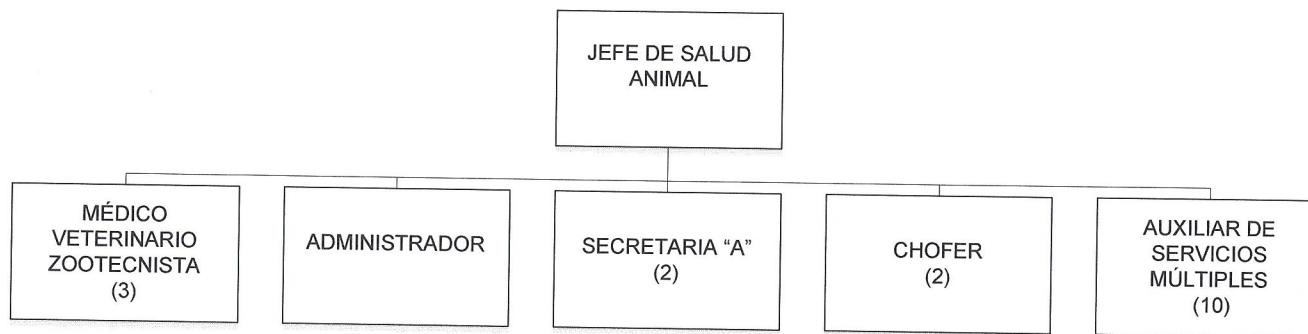 JEFE DE SALUD
ANIMAL
MÉDICO
VETERINARIO
ZOOTECNISTA
(3)
ADMINISTRADOR
SECRETARIA “A”
(2)
CHOFER
(2)
AUXILIAR DE
SERVICIOS
MÚLTIPLES
(10)